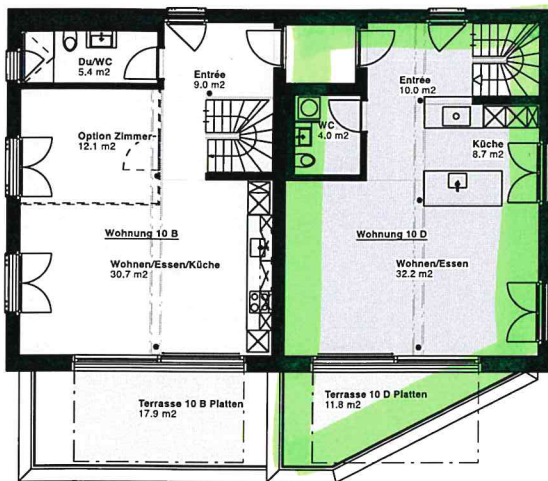 Du/WC
5.4 m2
Entrée
9.0 m2
Option Zimmer
12.1 m2
Wohnung 10 B
Wohnen/Essen/Küche
30.7 m2
Terrasse 10 B Platten
17.9 m2
Entrée
10.0 m2
WC
4.0 m2
Küche
8.7 m2
Wohnung 10 D
Wohnen/Essen
32.2 m2
Terrasse 10 D Platten
11.8 m2